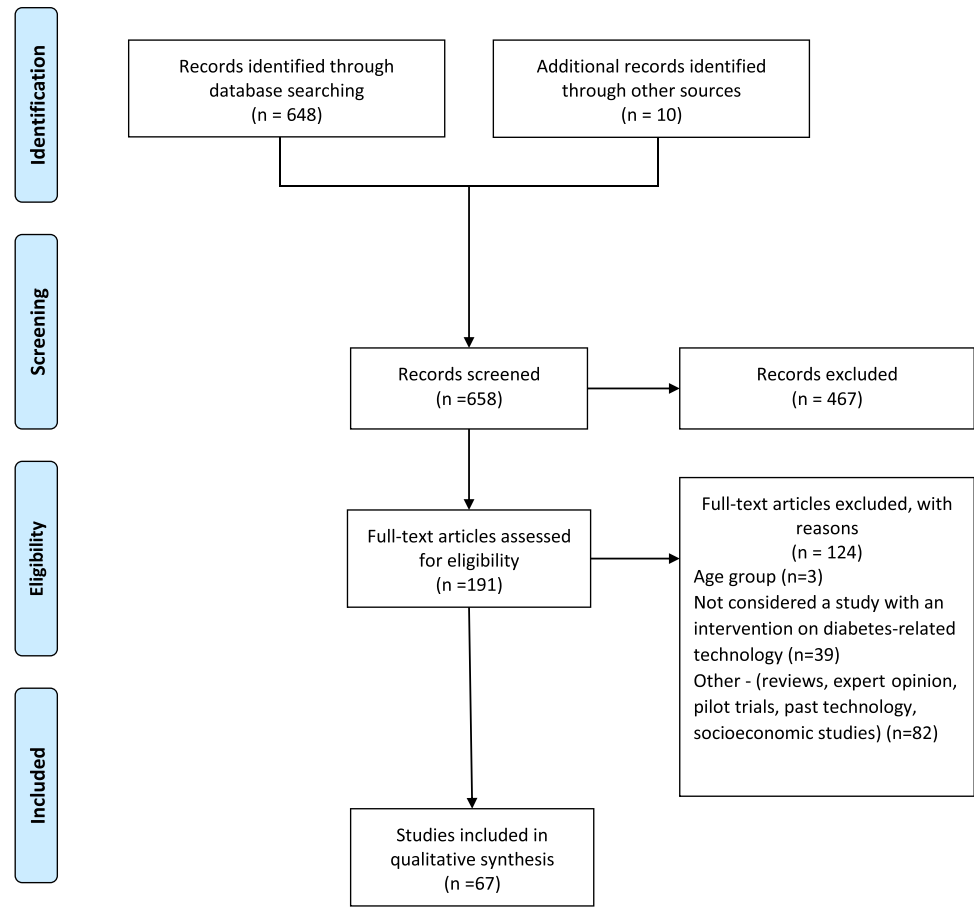 Identification
Records identified through
database searching
(n = 648)
Additional records identified
through other sources
(n = 10)
Screening
Records screened
(n =658)
Records excluded
(n = 467)
Eligibility
Full-text articles assessed
for eligibility
(n =191)
Full-text articles excluded, with
reasons
(n = 124)
Age group (n=3)
Not considered a study with an
intervention on diabetes-related
technology (n=39)
Other - (reviews, expert opinion,
pilot trials, past technology,
socioeconomic studies) (n=82)
Included
Studies included in
qualitative synthesis
(n =67)